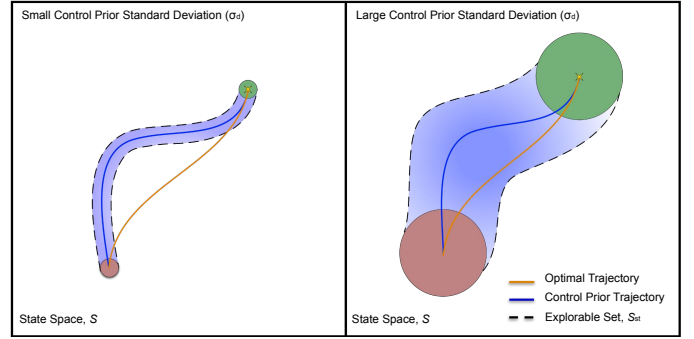 Small Control Prior Standard Deviation (σd)
Large Control Prior Standard Deviation (σd)
Optimal Trajectory
Control Prior Trajectory
Explorable Set, Sst
State Space, S
State Space, S